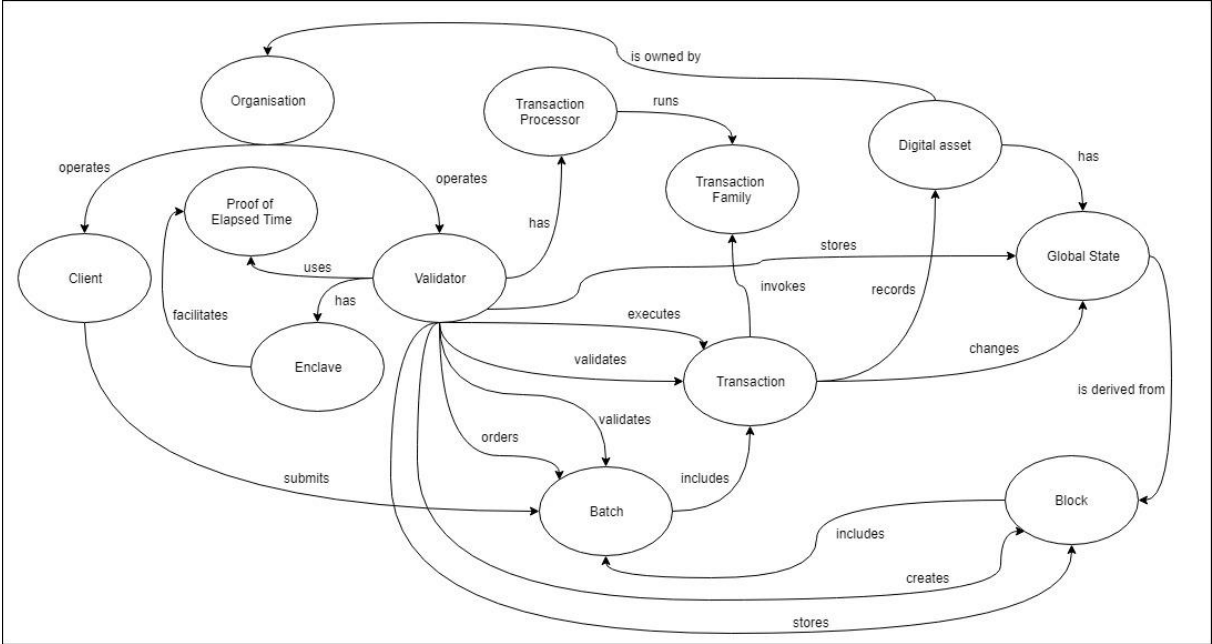 is owned by
Organisation
Transaction
Processor
runs
Digital asset
operates
operates
Proof of
Elapsed Time
Transaction
Family
has
has
Client
uses
Validator
stores
Global State
has
facilitates
invokes
records
executes
Enclave
validates
Transaction
changes
is derived from
validates
orders
submits
includes
Batch
Block
includes
creates
stores